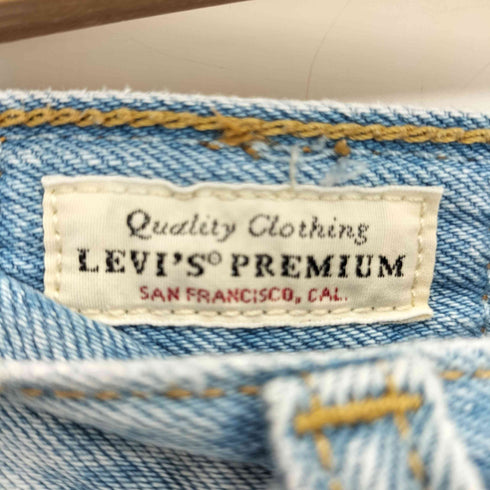 Quality Clothing
LEVI'S® PREMIUM
SAN FRANCISCO, CAL.